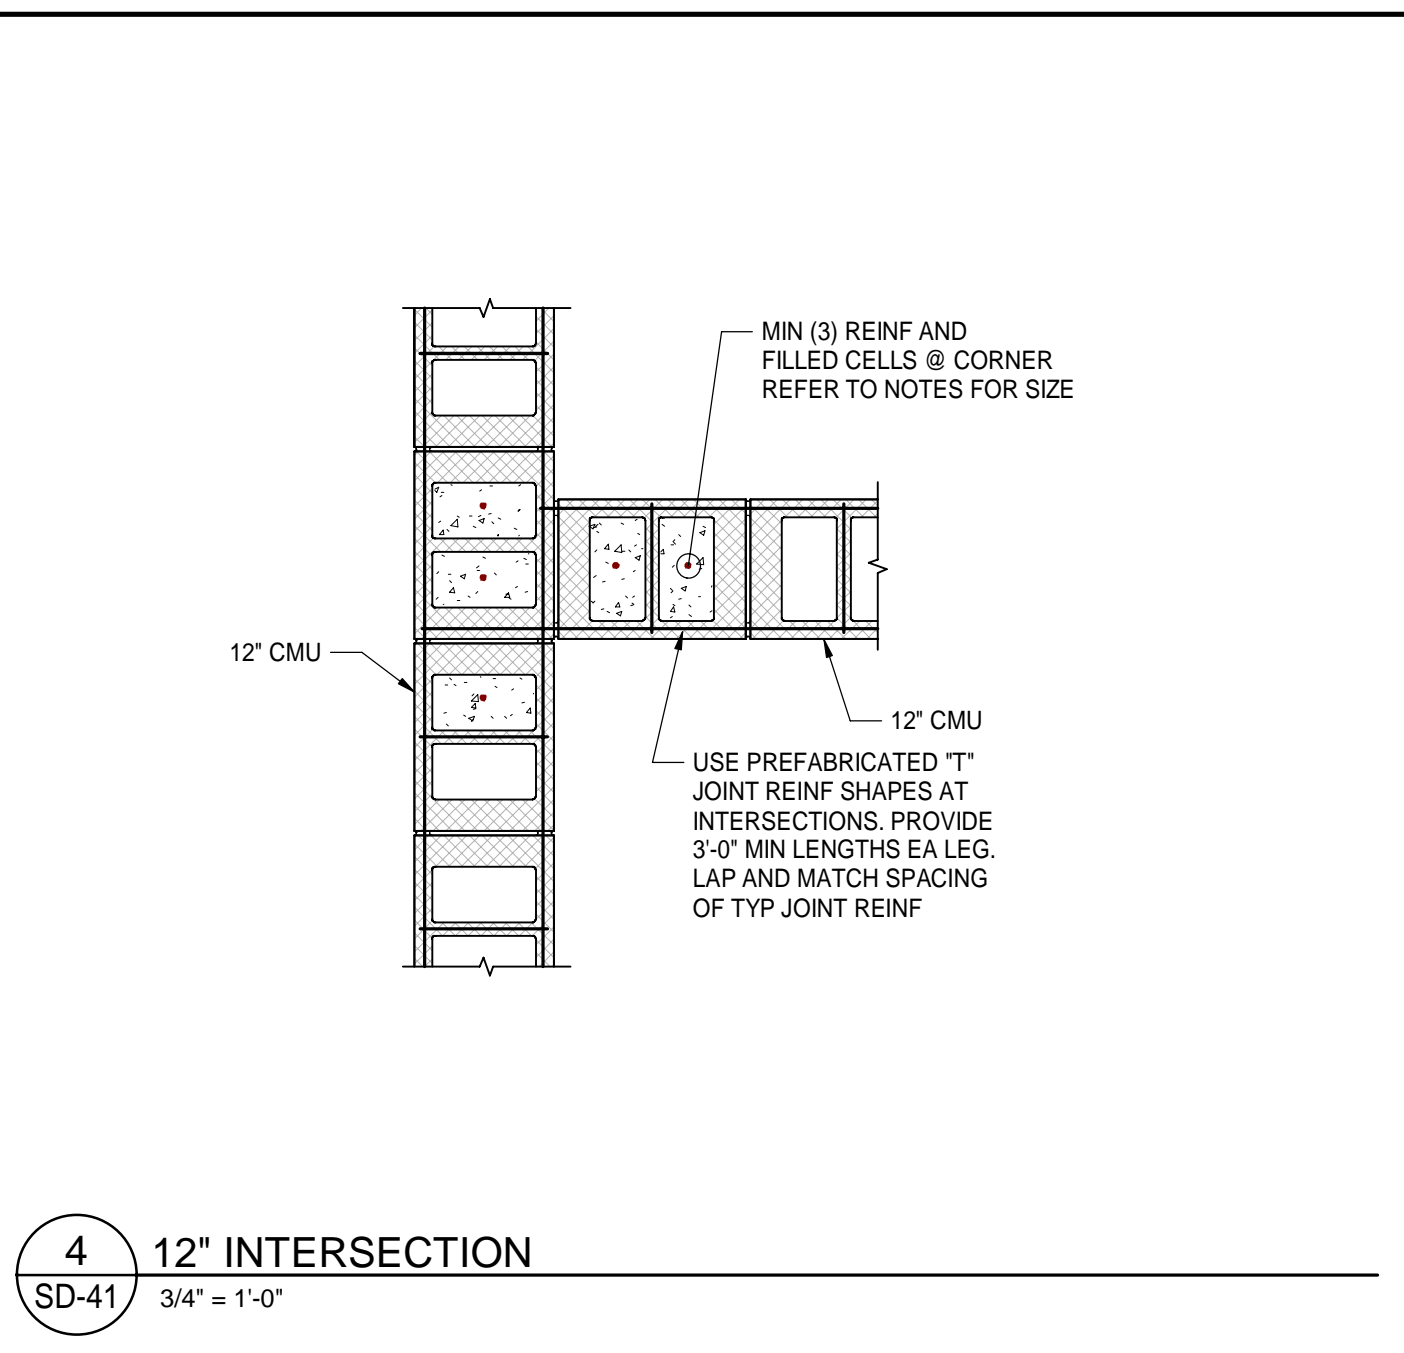 MIN (3) REINF AND
FILLED CELLS @ CORNER
REFER TO NOTES FOR SIZE
12" CMU
12" CMU
USE PREFABRICATED "T"
JOINT REINF SHAPES AT
INTERSECTIONS. PROVIDE
3'-0" MIN LENGTHS EA LEG.
LAP AND MATCH SPACING
OF TYP JOINT REINF
4
12" INTERSECTION
SD-41
3/4" = 1'-0"